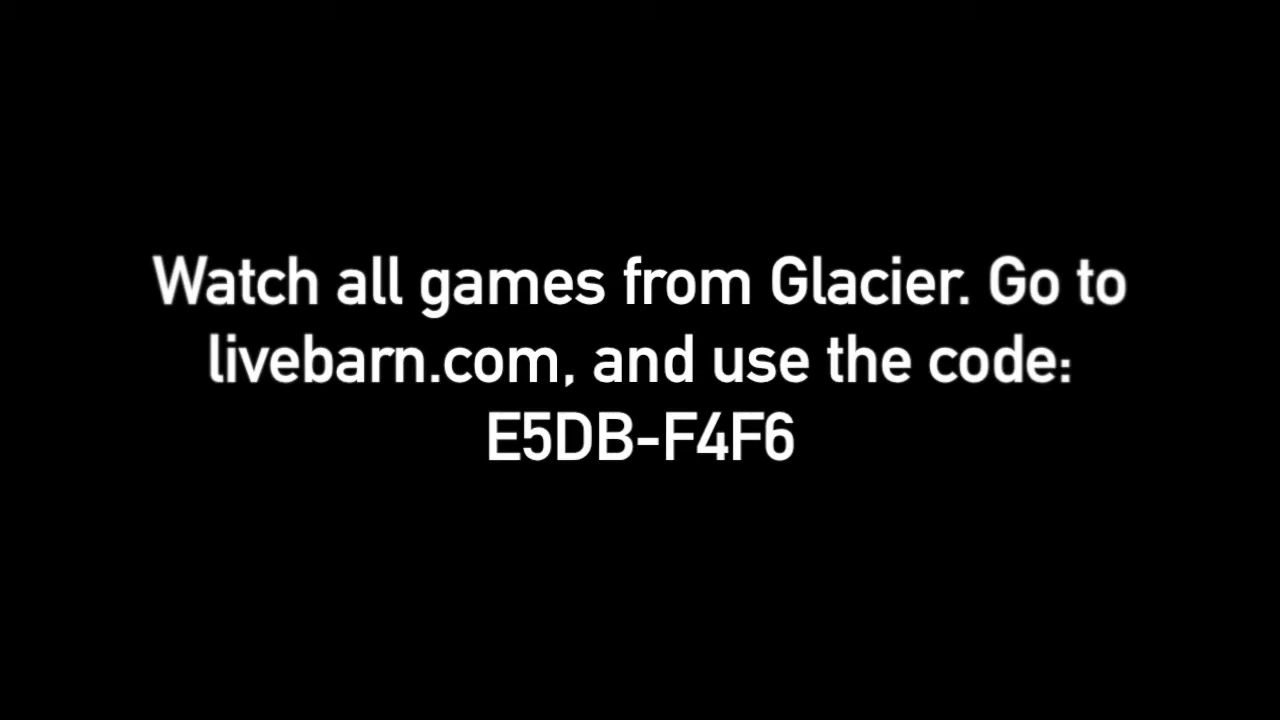 Watch all games from Glacier. Go to
livebarn.com, and use the code:
E5DB-F4F6